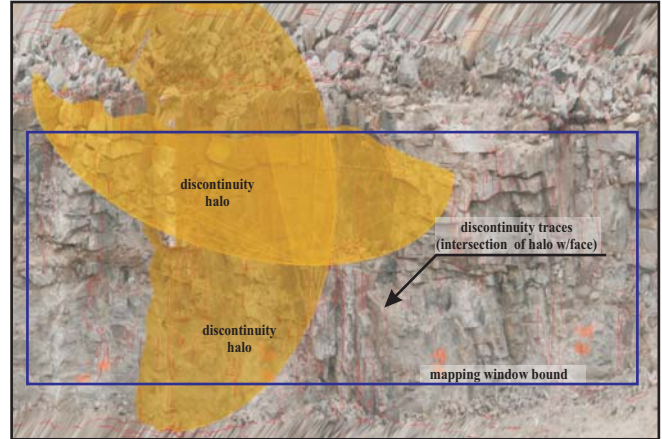 discontinuity
halo
discontinuity traces
(intersection of halo w/face)
discontinuity
halo
mapping window bound